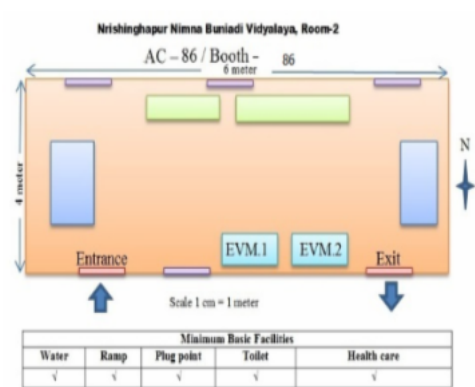 Nrishinghapur Nimna Buniadi Vidyalaya, Room-2
AC – 86 / Booth - 86
6 meter
N
4 meter
EVM.1 EVM.2
Entrance Exit
Scale 1 cm = 1 meter
Minimum Basic Facilities
Water Ramp Plug point Toilet Health care
√ √ √ √ √